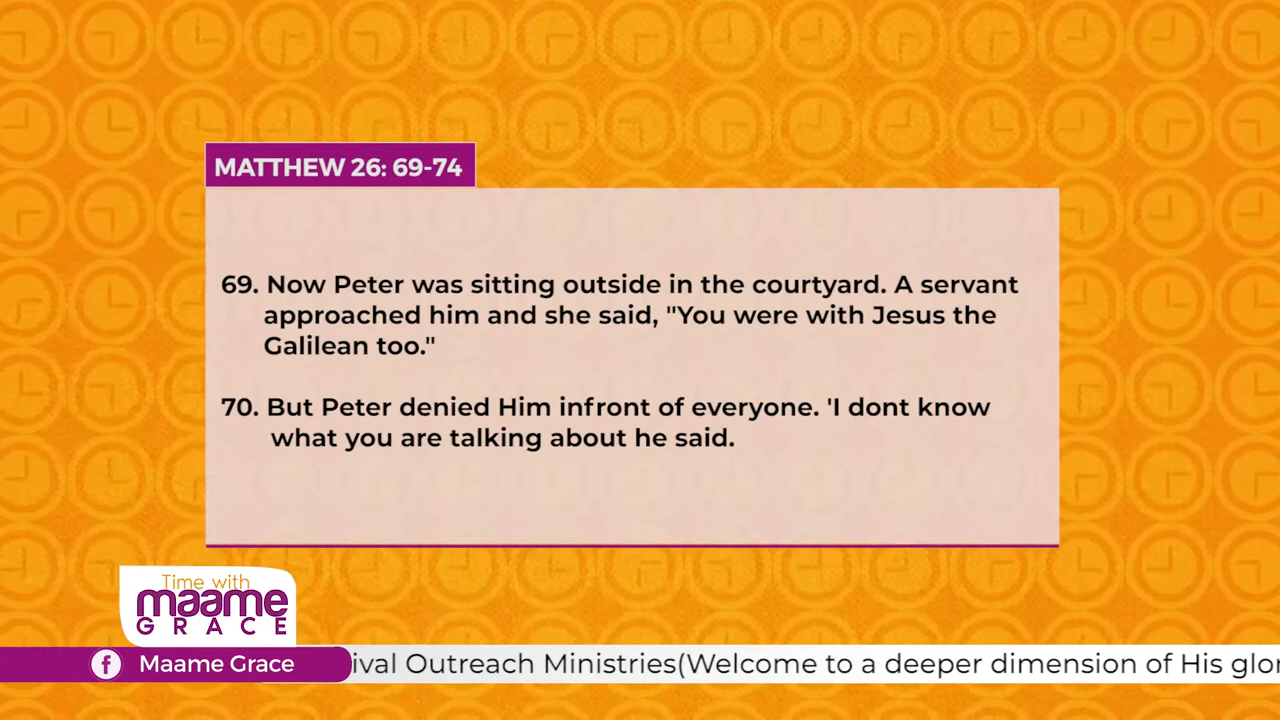 MATTHEW 26: 69-74
69. Now Peter was sitting outside in the courtyard. A servant
approached him and she said, "You were with Jesus the
Galilean too."
70. But Peter denied Him infront of everyone. 'I dont know
what you are talking about he said.
Time with
maame
GRACE
Maame Grace
ival Outreach Ministries(Welcome to a deeper dimension of His glor